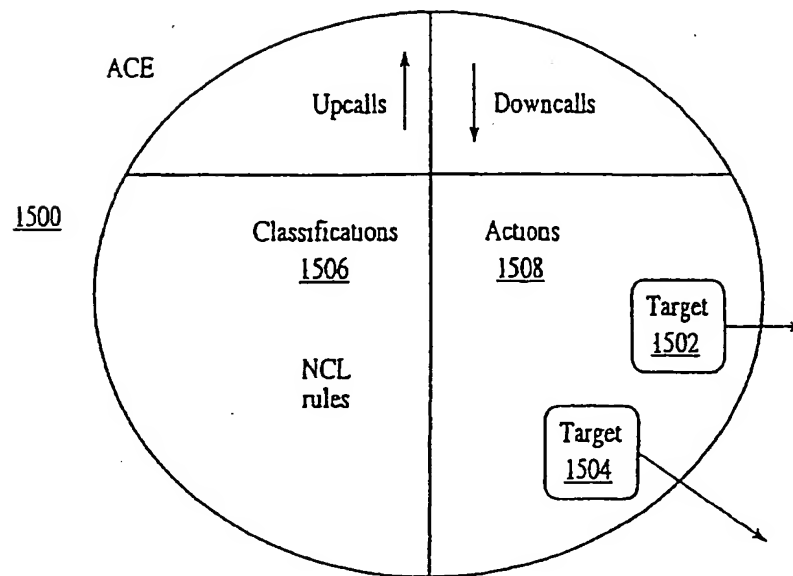 ACE
Upcalls
Downcalls
1500
Classifications
1506
Actions
1508
Target
1502
NCL
rules
Target
1504